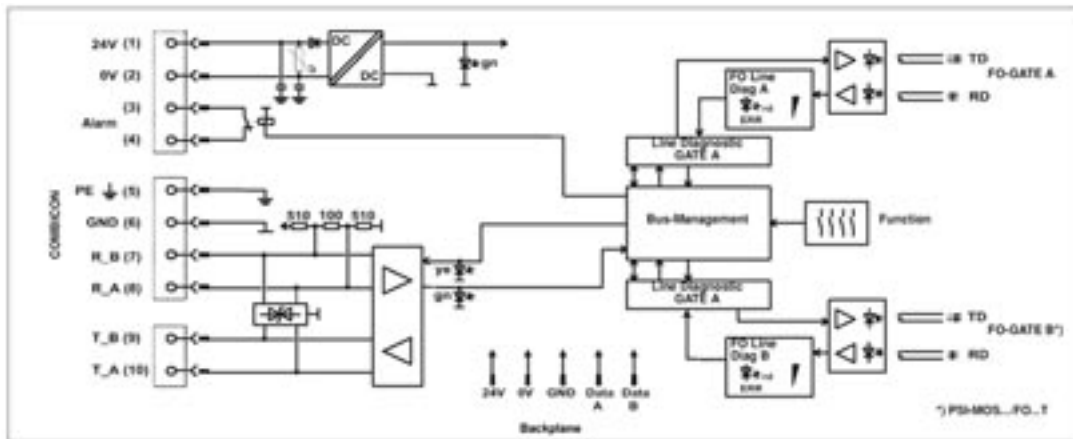 24V (1)
0V (2)
(3)
Alarm
(4)
DC
DC
gn
COMBICON
PE (5)
GND (6)
R_B (7)
R_A (8)
T_B (9)
T_A (10)
510 100 510
ye
gn
FO Line
Diag A
rd
ERR
TD
FO-GATE A
RD
Line Diagnostic
GATE A
Bus-Management
Function
Line Diagnostic
GATE A
FO Line
Diag B
rd
ERR
TD
FO-GATE B*)
RD
24V 0V GND Data A Data B
Backplane
*) PSI-MOS.../FO...T